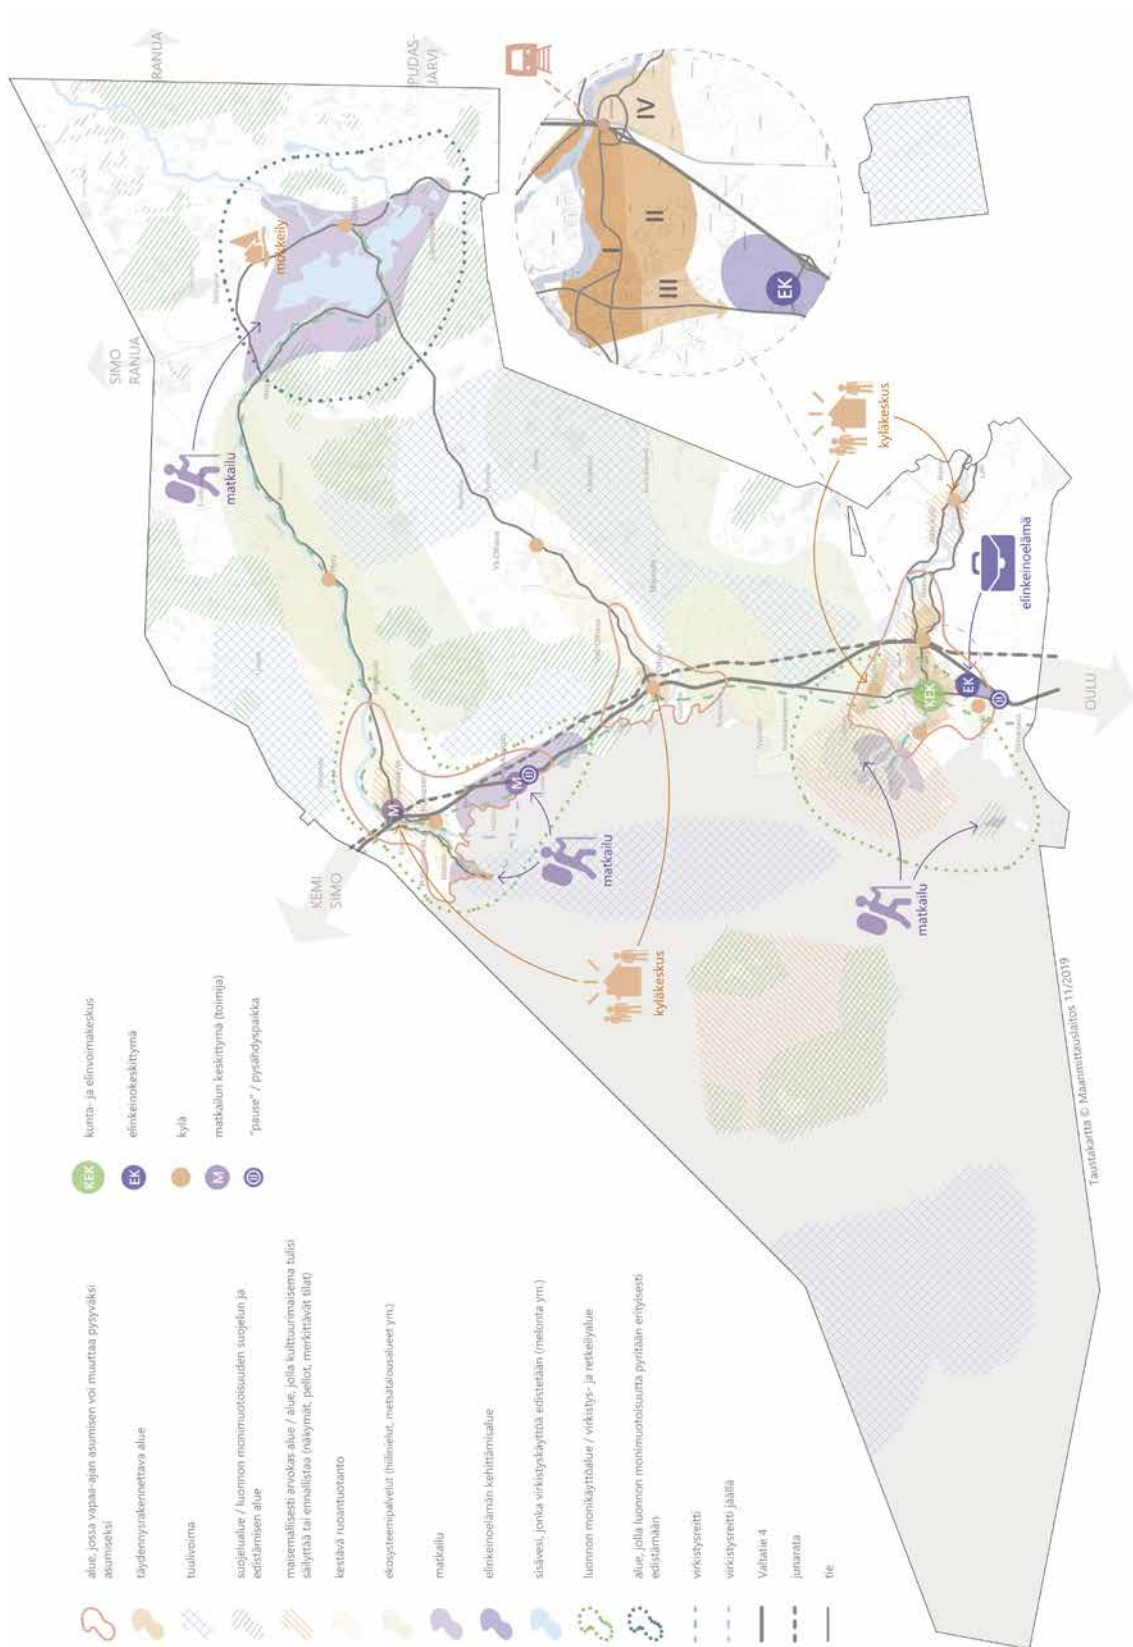 alue, jossa vapaa-ajan asumisen voi muuttaa pysyväksi
asumiseksi
täydennysrakennettava alue
tuulivoima
suojelualue / luonnon monimuotoisuuden suojelun ja
edistämisen alue
maisemallisesti arvokas alue / alue, jolla kulttuurimaisema tulisi
säilyttää tai ennallistaa (näkymät, pellot, merkittävät tilat)
kestävä ruoantuotanto
ekosysteemipalvelut (hiilinielut, metsätalousalueet ym.)
matkailu
elinkeinoelämän kehittämisalue
sisävesi, jonka virkistyskäyttöä edistetään (melonta ym.)
luonnon monikäyttöalue / virkistys- ja retkeilyalue
alue, jolla luonnon monimuotoisuutta pyritään erityisesti
edistämään
virkistysreitti
virkistysreitti jäällä
Valtatie 4
junarata
tie
KEK
kunta- ja elinvoimakeskus
EK
elinkeinokeskittymä
kylä
M
matkailun keskittymä (toimija)
"pause" / pysähdyspaikka
KEMI
SIMO
SIMO
RANUA
RANUA
PUDAS-
JÄRVI
OULU
matkailu
mökkeily
M
M
matkailu
kyläkeskus
matkailu
kyläkeskus
elinkeinoelämä
KEK
EK
I
II
III
IV
EK
Yli-Olhava
Olhava
Taustakartta © Maanmittauslaitos 11/2019